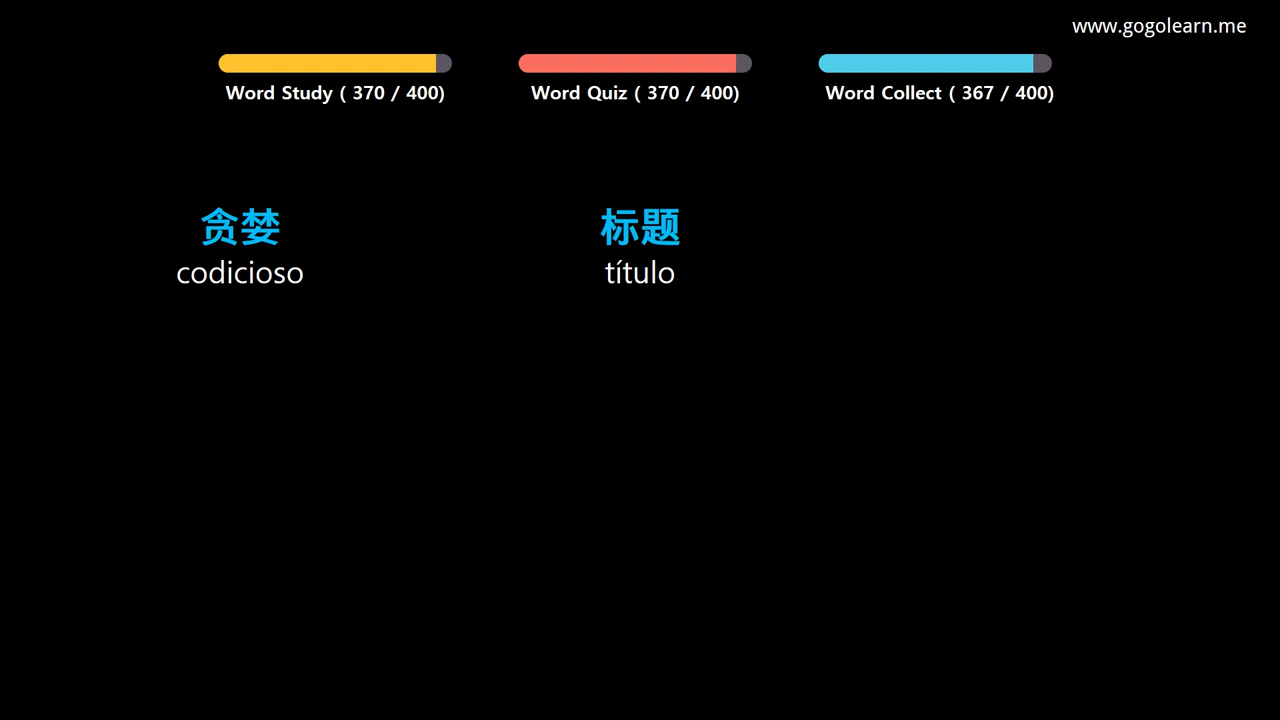 www.gogolearn.me
Word Study ( 370 / 400)
Word Quiz ( 370 / 400)
Word Collect ( 367 / 400)
贪婪
codicioso
标题
título